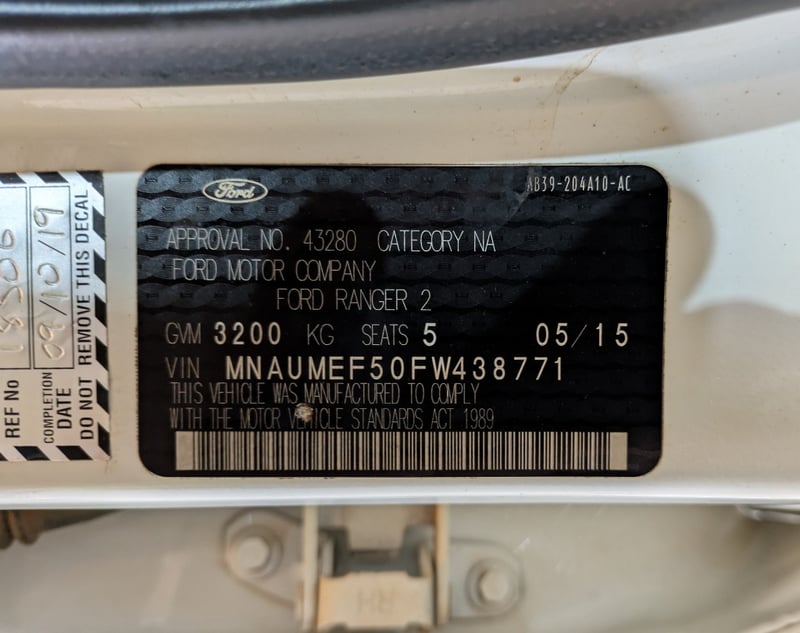 Ford
AB39-204A10-AC
APPROVAL NO. 43280 CATEGORY NA
FORD MOTOR COMPANY
FORD RANGER 2
GVM 3200 KG SEATS 5 05/15
VIN MNAUMEF50FW438771
THIS VEHICLE WAS MANUFACTURED TO COMPLY
WITH THE MOTOR VEHICLE STANDARDS ACT 1989
REF No
COMPLETION DATE 09/10/19
DO NOT REMOVE THIS DECAL
RH